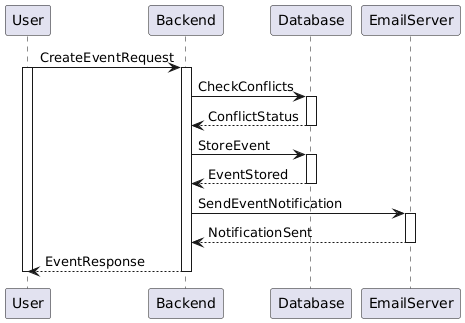 User Backend Database EmailServer
CreateEventRequest
CheckConflicts
ConflictStatus
StoreEvent
EventStored
SendEventNotification
NotificationSent
EventResponse
User Backend Database EmailServer